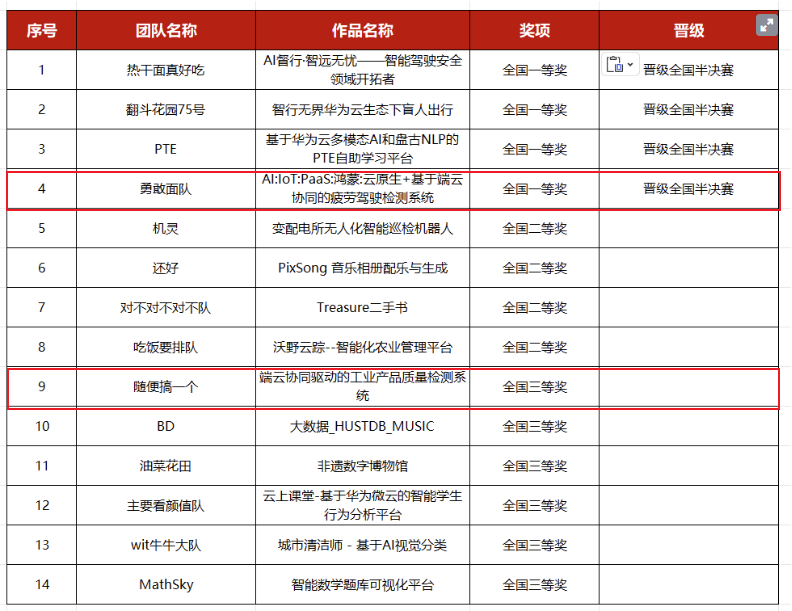 序号 团队名称 作品名称 奖项 晋级
1 热干面真好吃 AI督行·智远无忧——智能驾驶安全
领域开拓者 全国一等奖 晋级全国半决赛
2 翻斗花园75号 智行无界华为云生态下盲人出行 全国一等奖 晋级全国半决赛
3 PTE 基于华为云多模态AI和盘古NLP的
PTE自助学习平台 全国一等奖 晋级全国半决赛
4 勇敢面队 AI:IoT:PaaS:鸿蒙:云原生+基于端云
协同的疲劳驾驶检测系统 全国一等奖 晋级全国半决赛
5 机灵 变配电所无人化智能巡检机器人 全国二等奖
6 还好 PixSong 音乐相册配乐与生成 全国二等奖
7 对不对不对不队 Treasure二手书 全国二等奖
8 吃饭要排队 沃野云踪--智能化农业管理平台 全国二等奖
9 随便搞一个 端云协同驱动的工业产品质量检测系
统 全国三等奖
10 BD 大数据_HUSTDB_MUSIC 全国三等奖
11 油菜花田 非遗数字博物馆 全国三等奖
12 主要看颜值队 云上课堂-基于华为微云的智能学生
行为分析平台 全国三等奖
13 wit牛牛大队 城市清洁师 - 基于AI视觉分类 全国三等奖
14 MathSky 智能数学题库可视化平台 全国三等奖